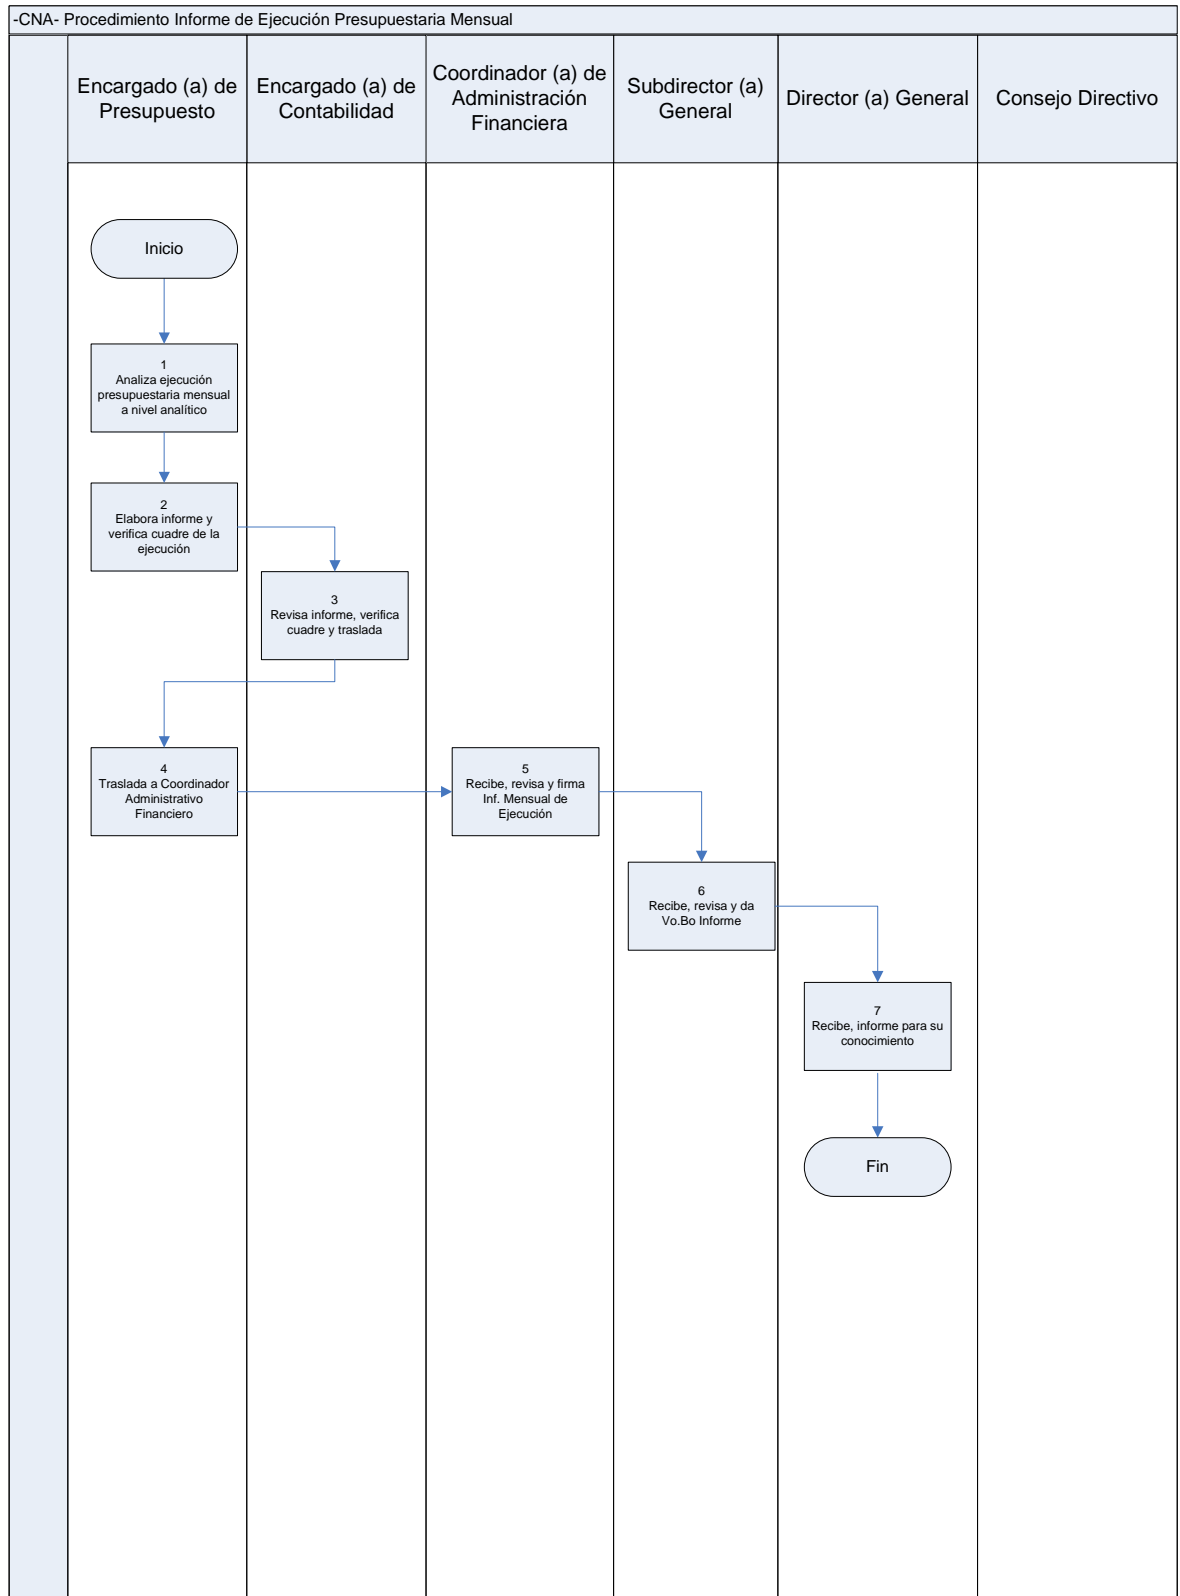 -CNA- Procedimiento Informe de Ejecución Presupuestaria Mensual
Encargado (a) de
Presupuesto
Encargado (a) de
Contabilidad
Coordinador (a) de
Administración
Financiera
Subdirector (a)
General
Director (a) General
Consejo Directivo
Inicio
1
Analiza ejecución
presupuestaria mensual
a nivel analítico
2
Elabora informe y
verifica cuadre de la
ejecución
3
Revisa informe, verifica
cuadre y traslada
4
Traslada a Coordinador
Administrativo
Financiero
5
Recibe, revisa y firma
Inf. Mensual de
Ejecución
6
Recibe, revisa y da
Vo.Bo Informe
7
Recibe, informe para su
conocimiento
Fin